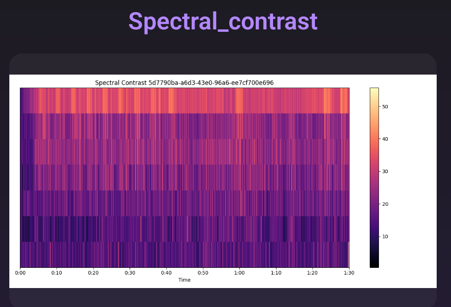 Spectral_contrast
Spectral Contrast 5d7790ba-a6d3-43e0-96a6-ee7cf700e696
50
40
30
20
10
0:00 0:10 0:20 0:30 0:40 0:50 1:00 1:10 1:20 1:30
Time